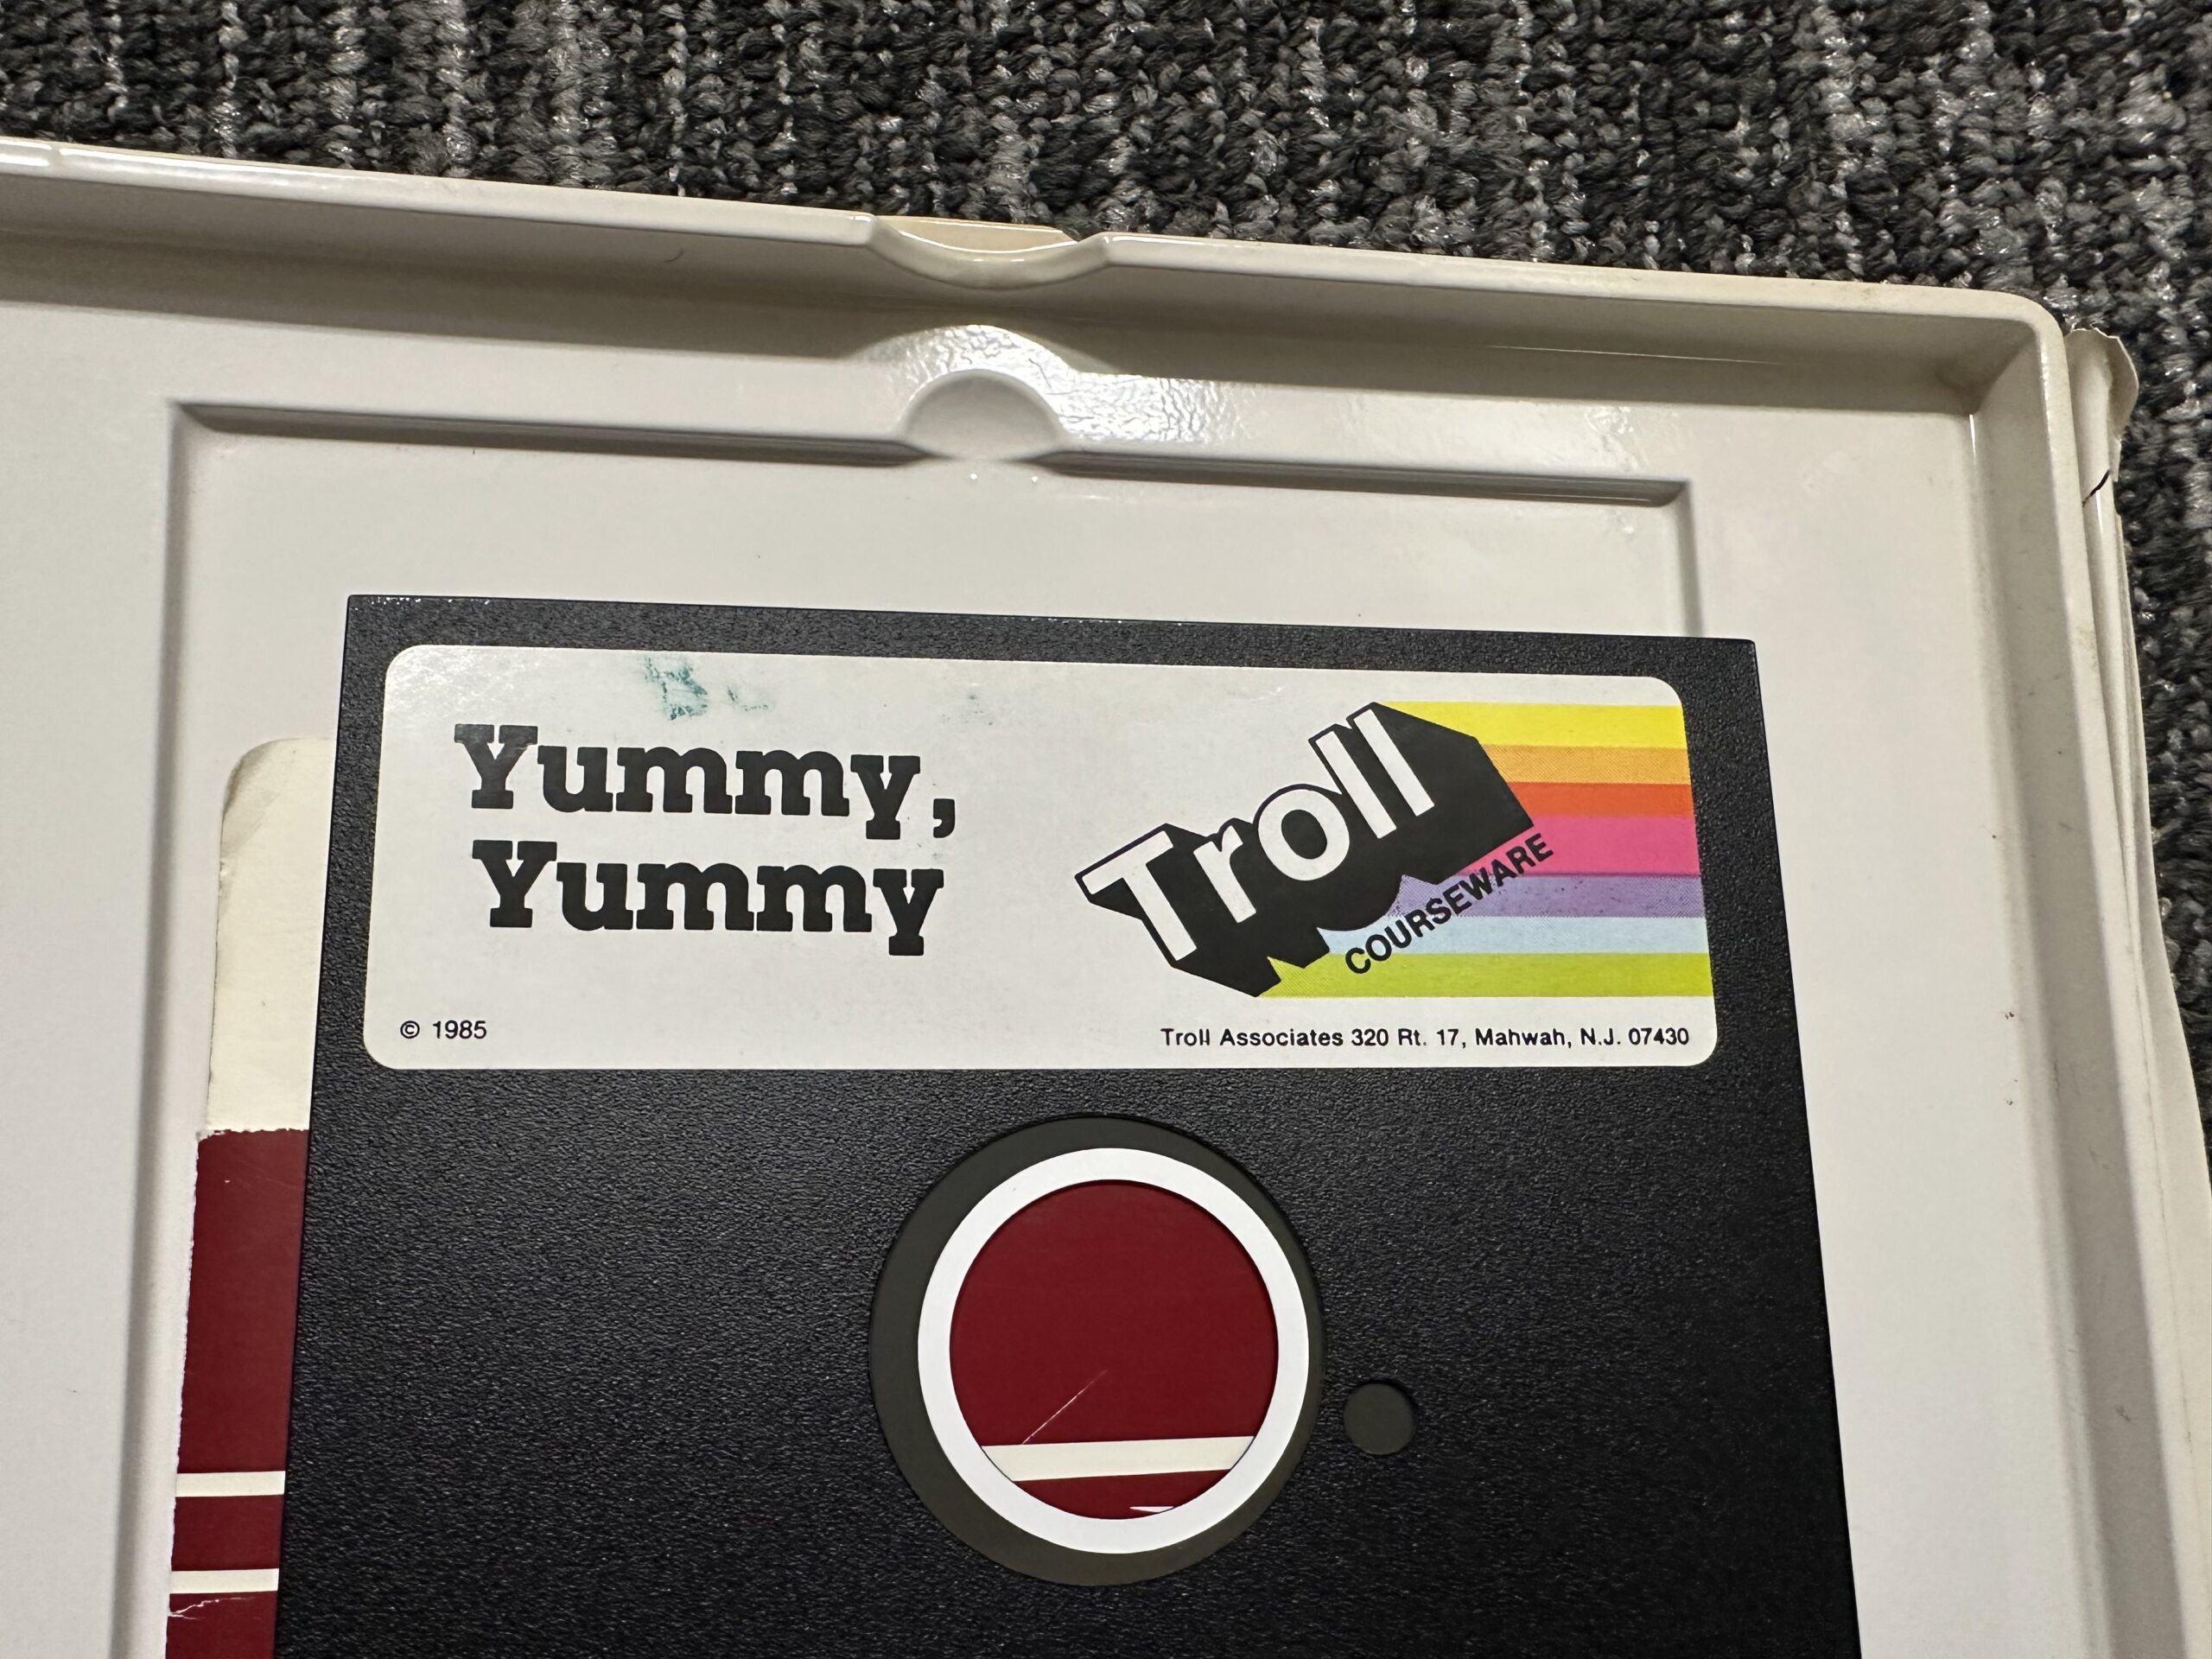 Yummy,
Yummy
Troll
COURSEWARE
© 1985
Troll Associates 320 Rt. 17, Mahwah, N.J. 07430